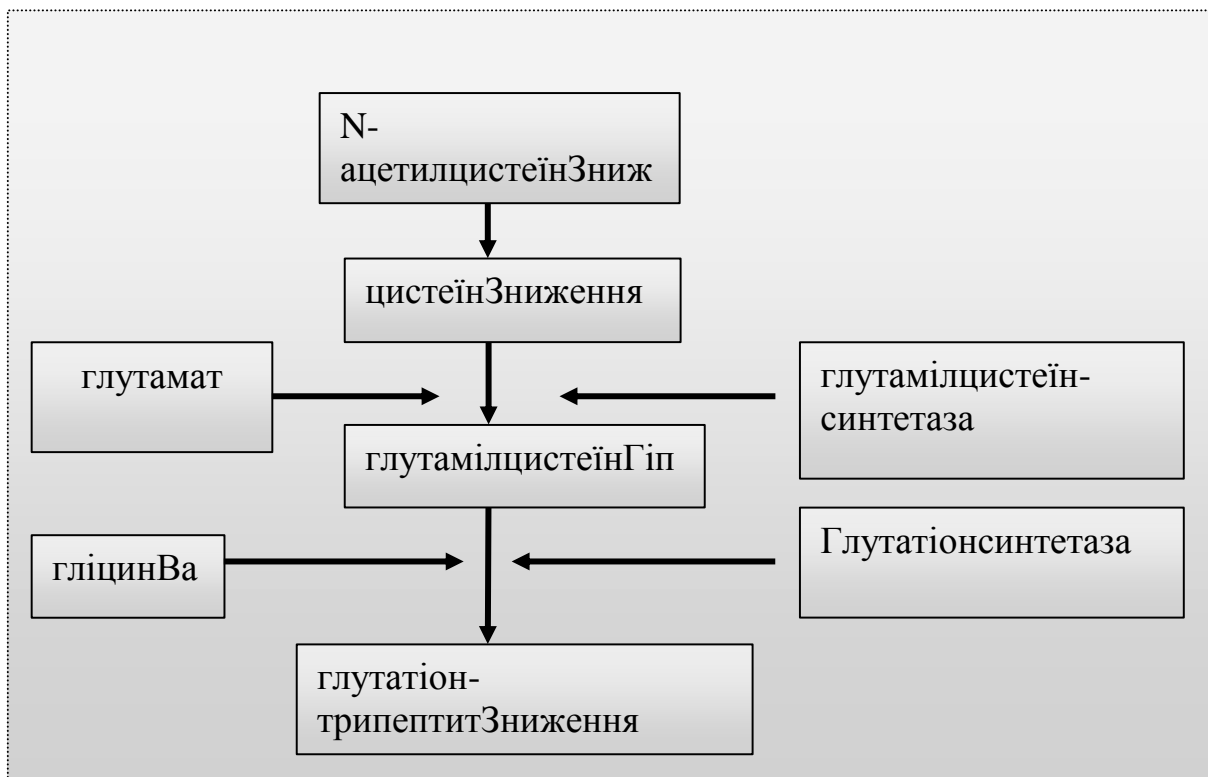 N-
ацетилцистеїнЗниж
цистеїнЗниження
глутамат
глутамілцистеїн-
синтетаза
глутамілцистеїнГіп
гліцинВа
Глутатіонсинтетаза
глутатіон-
трипептитЗниження